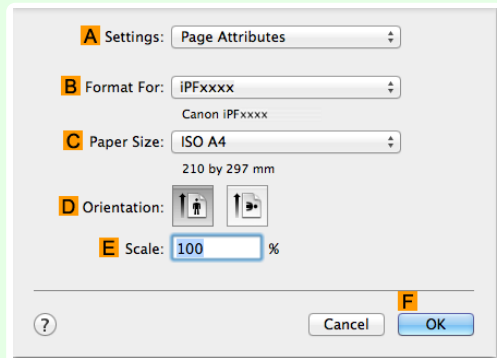 A Settings: Page Attributes
B Format For: iPFxxxx
Canon iPFxxxx
C Paper Size: ISO A4
210 by 297 mm
D Orientation:
E Scale: 100 %
F
? Cancel OK